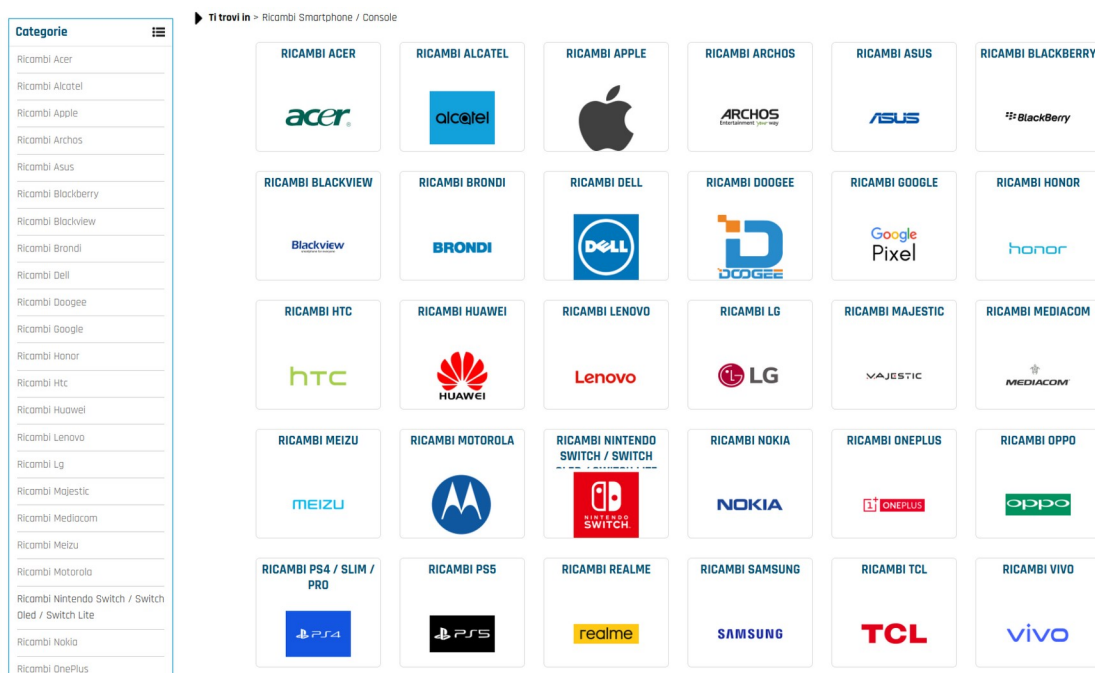 Ti trovi in > Ricambi Smartphone / Console
Categorie
Ricambi Acer
Ricambi Alcatel
Ricambi Apple
Ricambi Archos
Ricambi Asus
Ricambi Blackberry
Ricambi Blackview
Ricambi Brondi
Ricambi Dell
Ricambi Doogee
Ricambi Google
Ricambi Honor
Ricambi Htc
Ricambi Huawei
Ricambi Lenovo
Ricambi Lg
Ricambi Majestic
Ricambi Mediacom
Ricambi Meizu
Ricambi Motorola
Ricambi Nintendo Switch / Switch
Oled / Switch Lite
Ricambi Nokia
Ricambi OnePlus
RICAMBI ACER
acer
RICAMBI ALCATEL
alcatel
RICAMBI APPLE
RICAMBI ARCHOS
ARCHOS
Entertainment your way
RICAMBI ASUS
ASUS
RICAMBI BLACKBERRY
BlackBerry
RICAMBI BLACKVIEW
Blackview
RICAMBI BRONDI
BRONDI
RICAMBI DELL
DELL
RICAMBI DOOGEE
DOOGEE
RICAMBI GOOGLE
Google
Pixel
RICAMBI HONOR
honor
RICAMBI HTC
hTC
RICAMBI HUAWEI
HUAWEI
RICAMBI LENOVO
Lenovo
RICAMBI LG
LG
RICAMBI MAJESTIC
MAJESTIC
RICAMBI MEDIACOM
MEDIACOM
RICAMBI MEIZU
MEIZU
RICAMBI MOTOROLA
RICAMBI NINTENDO
SWITCH / SWITCH
OLED / SWITCH LITE
NINTENDO
SWITCH
RICAMBI NOKIA
NOKIA
RICAMBI ONEPLUS
1+ ONEPLUS
RICAMBI OPPO
oppo
RICAMBI PS4 / SLIM /
PRO
PS4
RICAMBI PS5
PS5
RICAMBI REALME
realme
RICAMBI SAMSUNG
SAMSUNG
RICAMBI TCL
TCL
RICAMBI VIVO
vivo